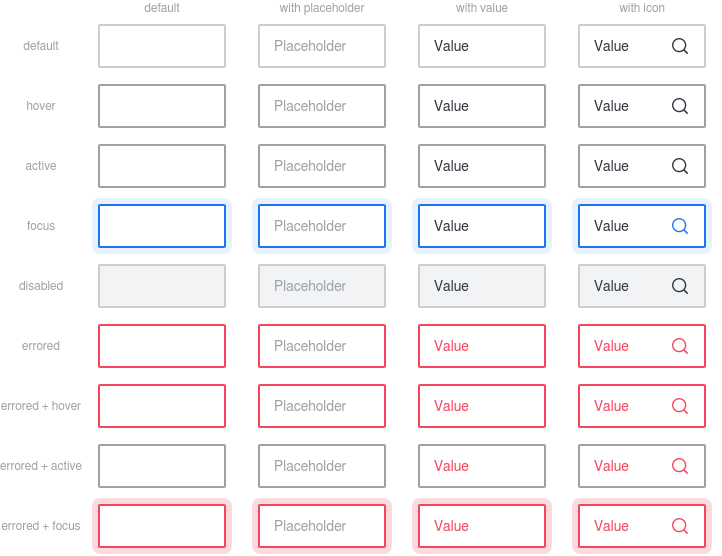 default with placeholder with value with icon
default Placeholder Value Value
hover Placeholder Value Value
active Placeholder Value Value
focus Placeholder Value Value
disabled Placeholder Value Value
errored Placeholder Value Value
errored + hover Placeholder Value Value
errored + active Placeholder Value Value
errored + focus Placeholder Value Value